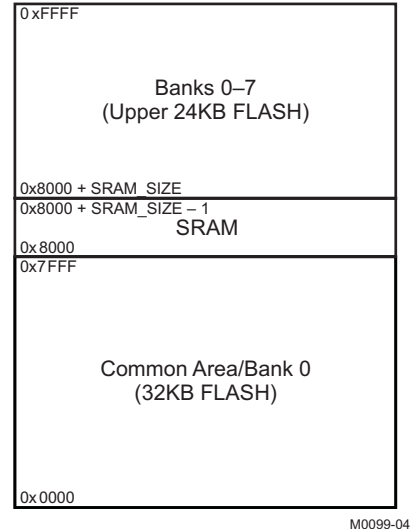 0xFFFF
Banks 0–7
(Upper 24KB FLASH)
0x8000 + SRAM_SIZE
0x8000 + SRAM_SIZE – 1
SRAM
0x8000
0x7FFF
Common Area/Bank 0
(32KB FLASH)
0x0000
M0099-04